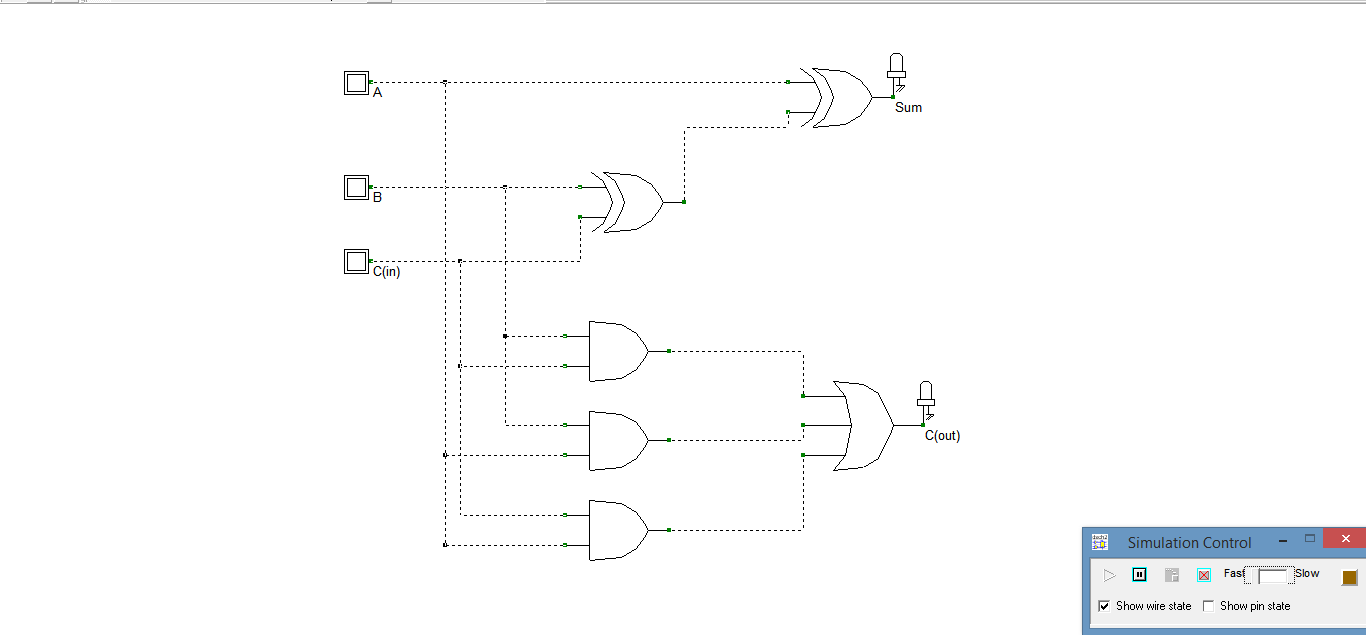 A
Sum
B
C(in)
C(out)
Simulation Control
Fast
Slow
Show wire state
Show pin state